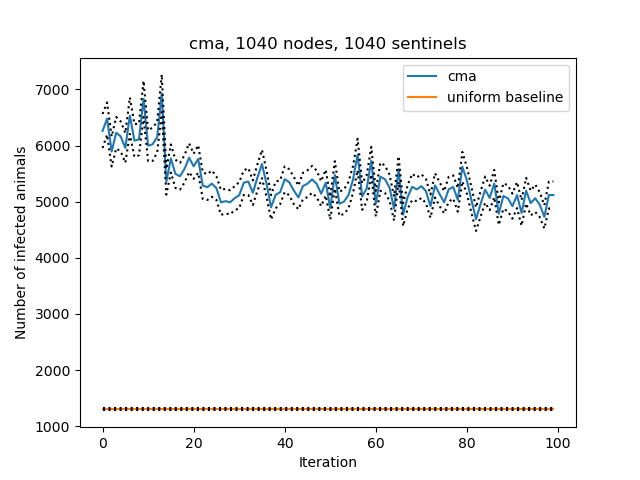 cma, 1040 nodes, 1040 sentinels
cma
uniform baseline
Number of infected animals
7000
6000
5000
4000
3000
2000
1000
0 20 40 60 80 100
Iteration